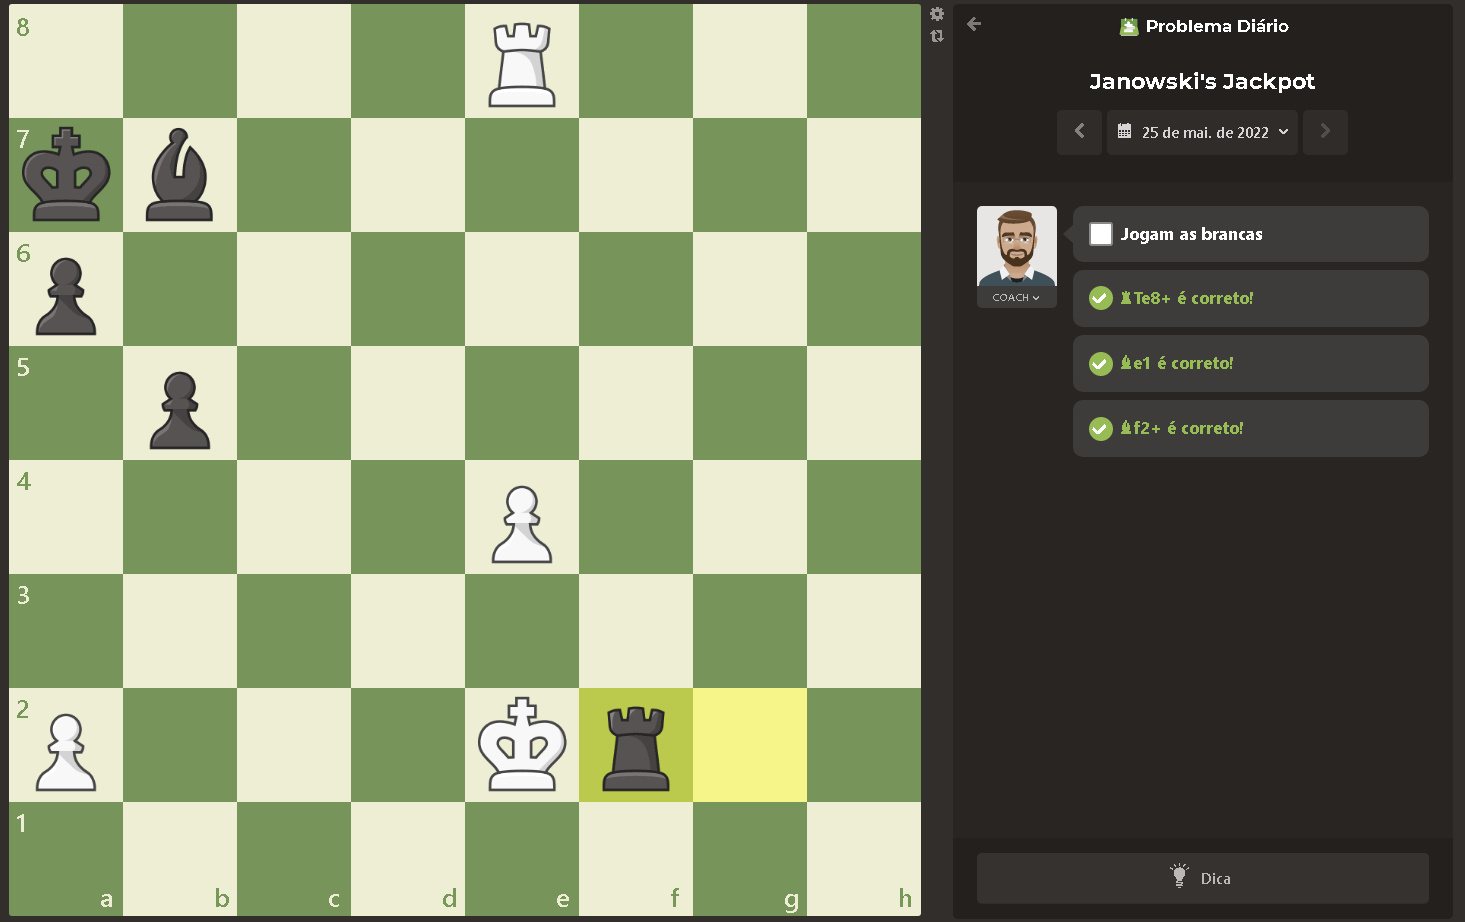 8
7
6
5
4
3
2
1
a b c d e f g h
Problema Diário
Janowski's Jackpot
25 de mai. de 2022
Jogam as brancas
COACH
♜Te8+ é correto!
♝e1 é correto!
♝f2+ é correto!
Dica